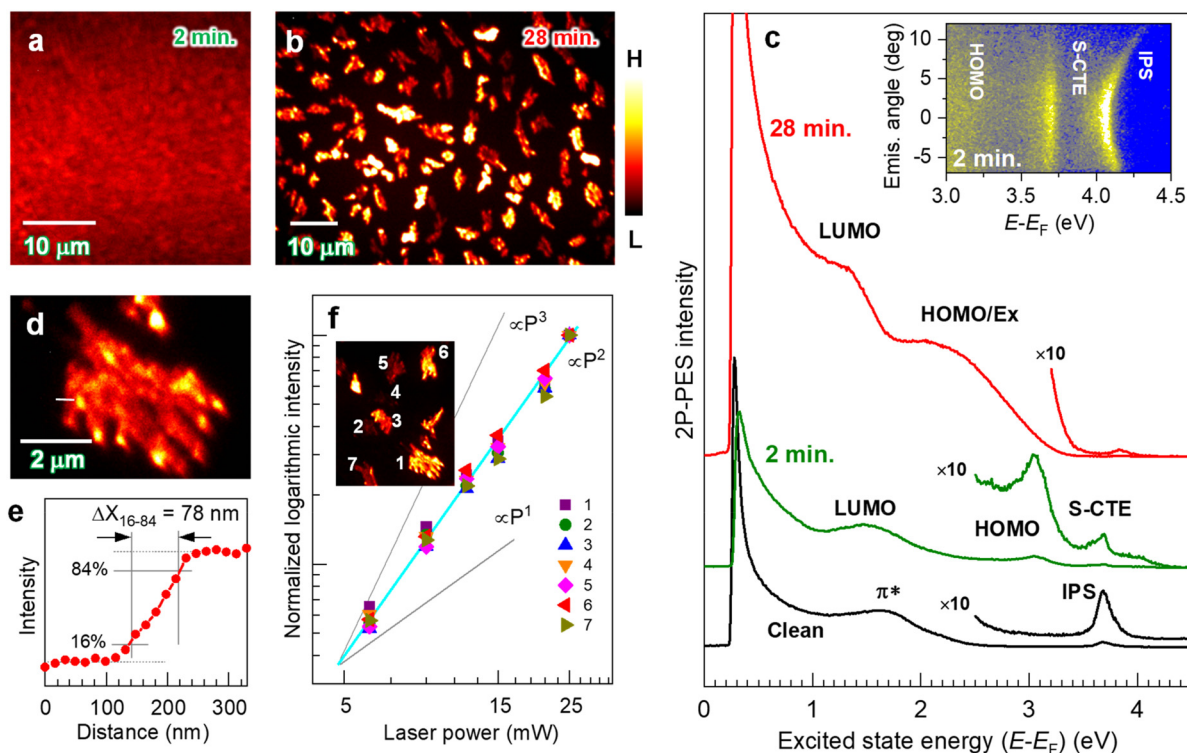 a
2 min.
10 μm
b
28 min.
10 μm
H
L
c
28 min.
LUMO
HOMO/Ex
×10
2 min.
LUMO
×10
HOMO
S-CTE
Clean
π*
×10
IPS
2P-PES intensity
0 1 2 3 4
Excited state energy (E-EF) (eV)
Emis. angle (deg)
10
5
0
-5
HOMO
S-CTE
IPS
2 min.
3.0 3.5 4.0 4.5
E-EF (eV)
d
2 μm
e
ΔX16-84 = 78 nm
84%
16%
Intensity
0 100 200 300
Distance (nm)
f
∝P3
∝P2
∝P1
5
6
4
2
3
7
1
1
2
3
4
5
6
7
Normalized logarithmic intensity
5 15 25
Laser power (mW)